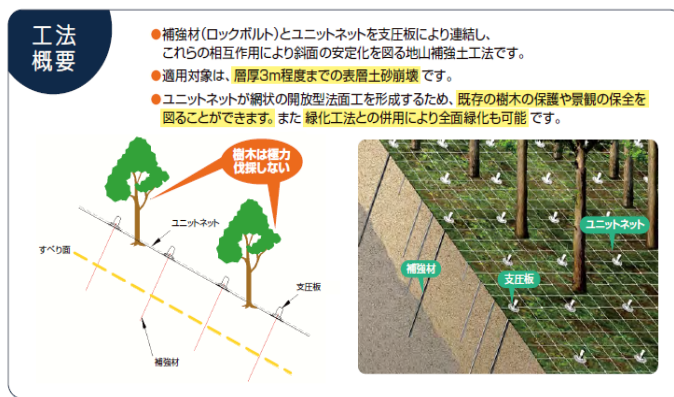 工法
概要
●補強材(ロックボルト)とユニットネットを支圧板により連結し、
これらの相互作用により斜面の安定化を図る地山補強土工法です。
●適用対象は、層厚3m程度までの表層土砂崩壊です。
●ユニットネットが網状の開放型法面工を形成するため、既存の樹木の保護や景観の保全を
図ることができます。また緑化工法との併用により全面緑化も可能です。
樹木は極力
伐採しない
ユニットネット
すべり面
支圧板
補強材
ユニットネット
補強材
支圧板